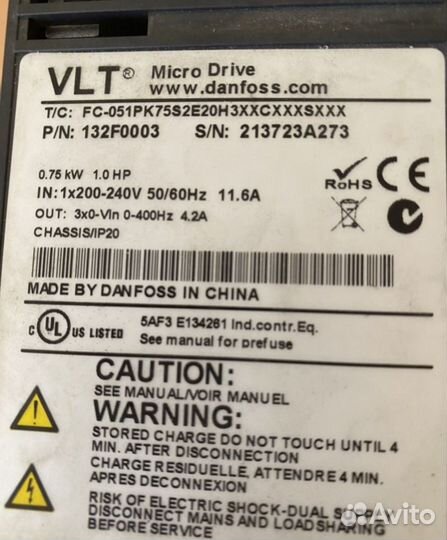 VLT® Micro Drive
www.danfoss.com
T/C: FC-051PK75S2E20H3XXCXXXSXXX
P/N: 132F0003 S/N: 213723A273
0.75 kW 1.0 HP
IN: 1x200-240V 50/60Hz 11.6A
OUT: 3x0-Vin 0-400Hz 4.2A
CHASSIS/IP20
RoHS CE
MADE BY DANFOSS IN CHINA
c UL US LISTED 5AF3 E134261 Ind.contr.Eq.
See manual for prefuse
CAUTION:
SEE MANUAL/VOIR MANUEL
WARNING:
STORED CHARGE DO NOT TOUCH UNTIL 4
MIN. AFTER DISCONNECTION
CHARGE RESIDUELLE, ATTENDRE 4 MIN.
APRES DECONNEXION
RISK OF ELECTRIC SHOCK-DUAL SUPPLY
DISCONNECT MAINS AND LOADSHARING
BEFORE SERVICE
Avito